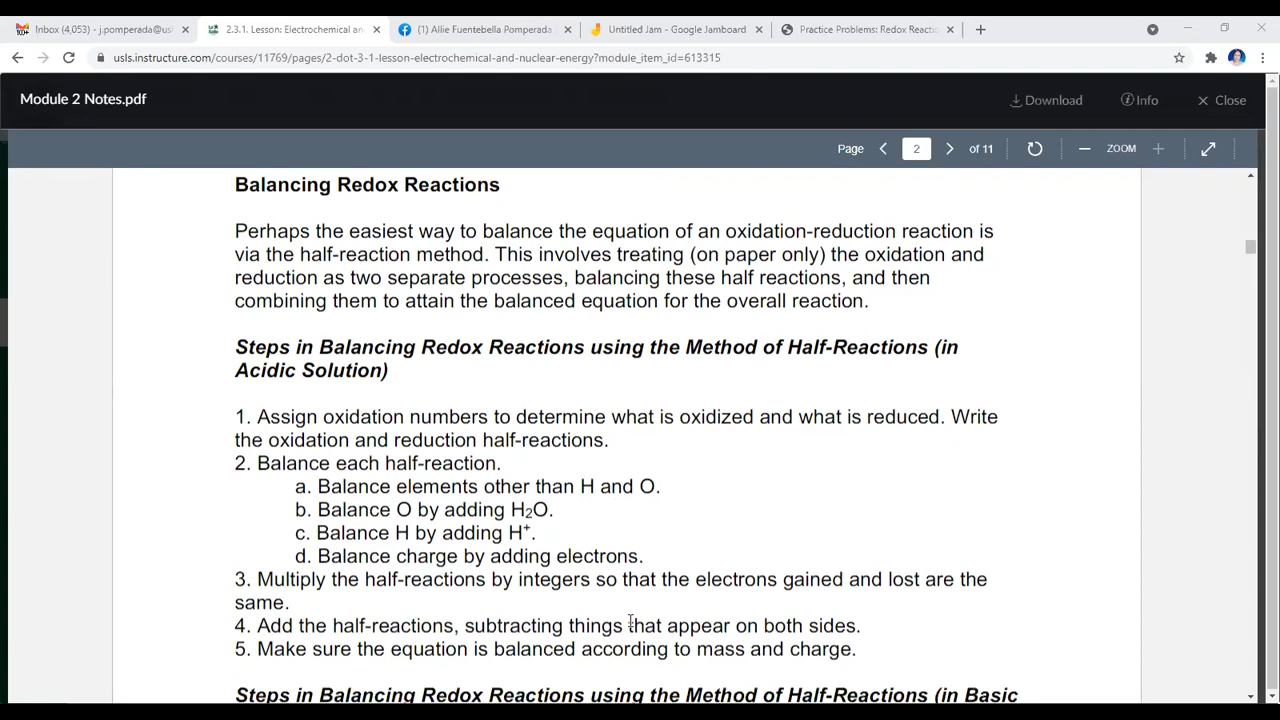 Inbox (4,053) - j.pomperada@us
2.3.1. Lesson: Electrochemical an
(1) Allie Fuentebella Pomperada
Untitled Jam - Google Jamboard
Practice Problems: Redox Reacti
usls.instructure.com/courses/11769/pages/2-dot-3-1-lesson-electrochemical-and-nuclear-energy?module_item_id=613315
Module 2 Notes.pdf
Download
Info
Close
Page 2 of 11
ZOOM
Balancing Redox Reactions
Perhaps the easiest way to balance the equation of an oxidation-reduction reaction is
via the half-reaction method. This involves treating (on paper only) the oxidation and
reduction as two separate processes, balancing these half reactions, and then
combining them to attain the balanced equation for the overall reaction.
Steps in Balancing Redox Reactions using the Method of Half-Reactions (in
Acidic Solution)
1. Assign oxidation numbers to determine what is oxidized and what is reduced. Write
the oxidation and reduction half-reactions.
2. Balance each half-reaction.
a. Balance elements other than H and O.
b. Balance O by adding H₂O.
c. Balance H by adding H⁺.
d. Balance charge by adding electrons.
3. Multiply the half-reactions by integers so that the electrons gained and lost are the
same.
4. Add the half-reactions, subtracting things that appear on both sides.
5. Make sure the equation is balanced according to mass and charge.
Steps in Balancing Redox Reactions using the Method of Half-Reactions (in Basic